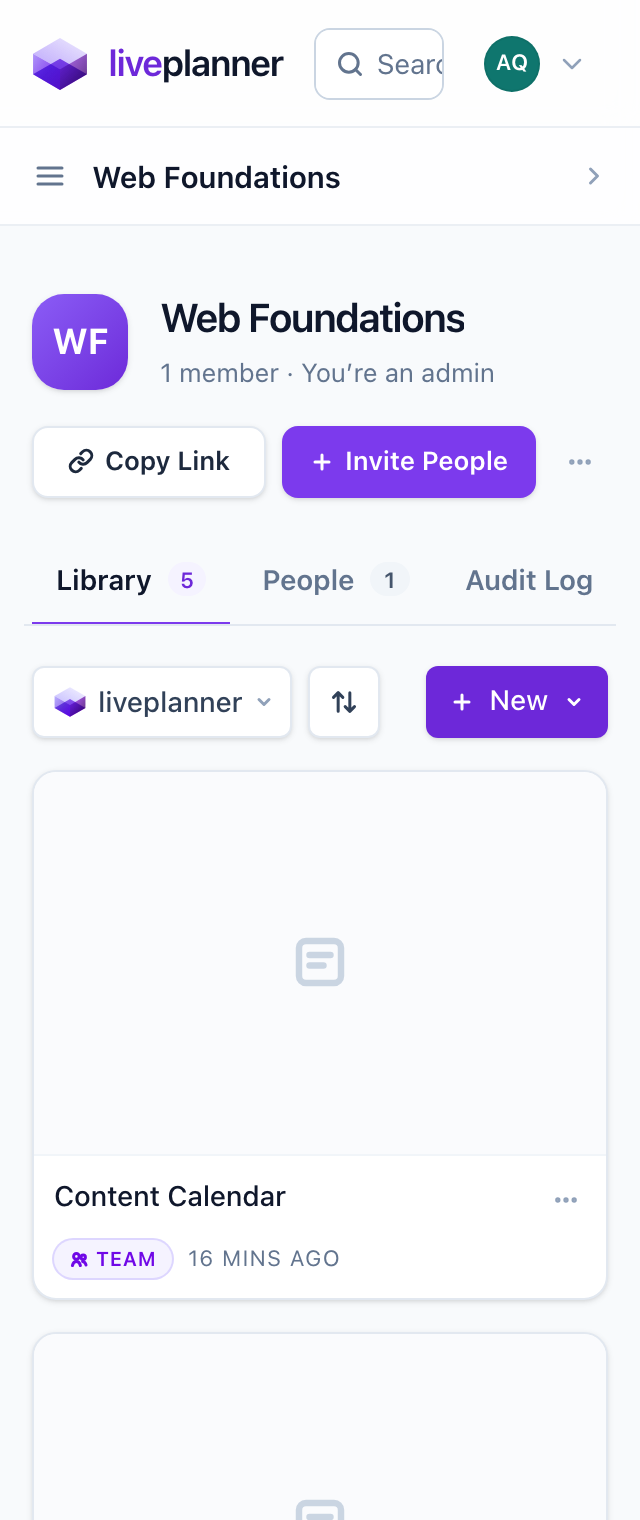 liveplanner
Searc
AQ
Web Foundations
WF
Web Foundations
1 member · You’re an admin
Copy Link
Invite People
Library 5 People 1 Audit Log
liveplanner
New
Content Calendar
TEAM 16 MINS AGO